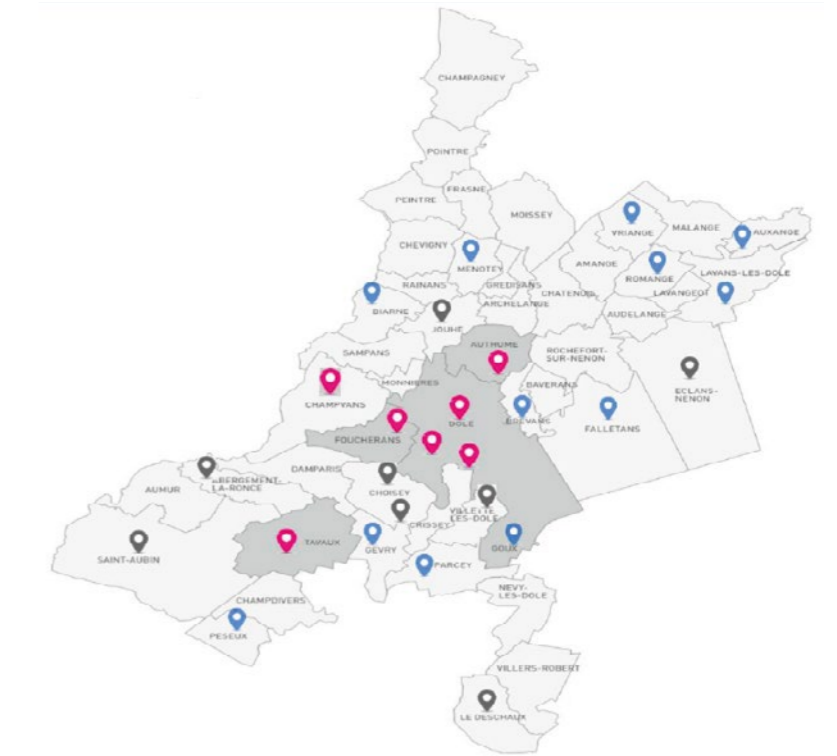 CHAMPAGNEY
POINTRE
PEINTRE
FRASNE
MOISSEY
CHEVIGNY
VRIANGE
MALANGE
AUXANGE
MENOTEY
AMANGE
ROMANGE
LAVANS-LES-DOLE
RAINANS
GREDISANS
CHATENOIS
LAVANGEOT
BIARNE
ARCHELANGE
AUDELANGE
JOUHE
AUTHUME
SAMPANS
ROCHEFORT-
SUR-NENON
MONNIERES
BAVERANS
ECLANS-
NENON
CHAMPVANS
DOLE
BREVANS
FALLETANS
FOUCHERANS
DAMPARIS
ABERGEMENT-
LA-RONCE
AUMUR
CHOISEY
VILLETTE
LES-DOLE
CRISSEY
TAVAUX
GEVRY
GOUX
SAINT-AUBIN
PARCEY
NEVY-
LES-DOLE
CHAMPDIVERS
PESEUX
VILLERS-ROBERT
LE DESCHAUX